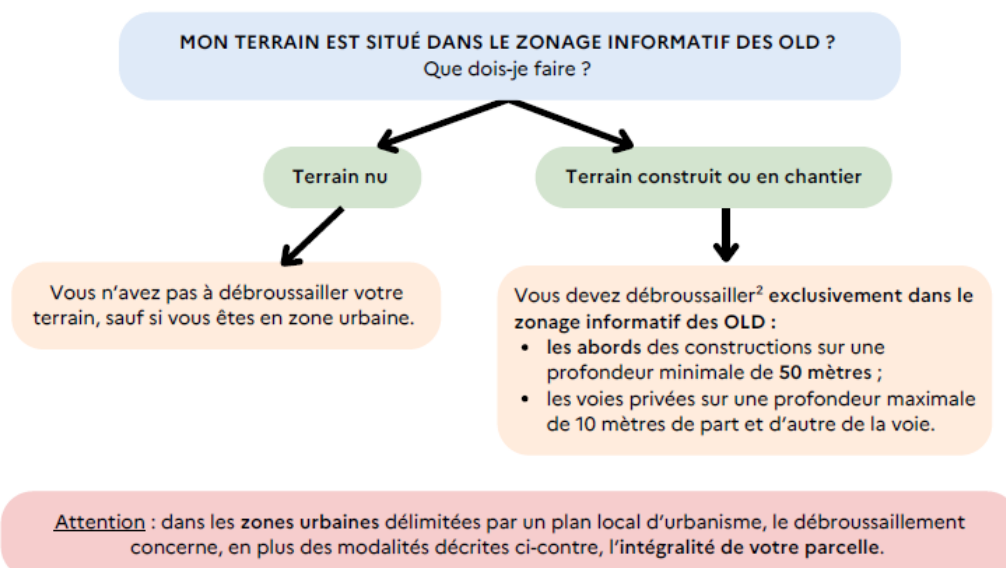 MON TERRAIN EST SITUÉ DANS LE ZONAGE INFORMATIF DES OLD ?
Que dois-je faire ?
Terrain nu
Terrain construit ou en chantier
Vous n'avez pas à débroussailler votre
terrain, sauf si vous êtes en zone urbaine.
Vous devez débroussailler² exclusivement dans le
zonage informatif des OLD :
• les abords des constructions sur une
profondeur minimale de 50 mètres ;
• les voies privées sur une profondeur maximale
de 10 mètres de part et d'autre de la voie.
Attention : dans les zones urbaines délimitées par un plan local d'urbanisme, le débroussaillement
concerne, en plus des modalités décrites ci-contre, l'intégralité de votre parcelle.